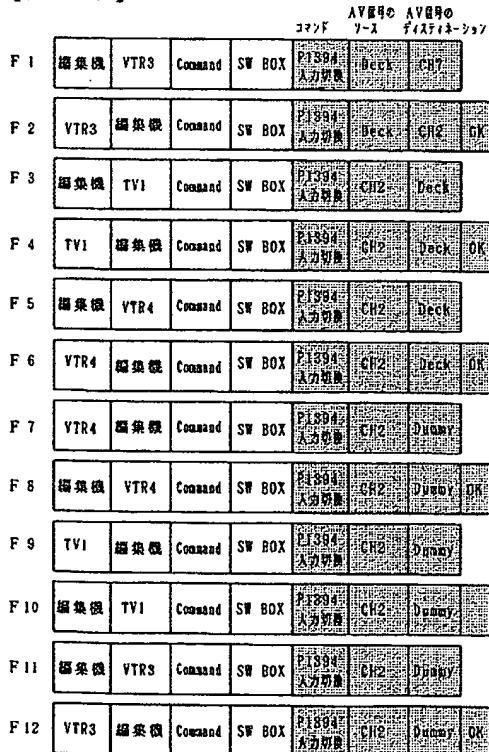 コマンド AV信号の ソース AV信号の ディスティネーション
F 1 編集機 VTR3 Command SW BOX P1394 入力切換 Deck CH?
F 2 VTR3 編集機 Command SW BOX P1394 入力切換 Deck CH2 OK
F 3 編集機 TV1 Command SW BOX P1394 入力切換 CH2 Deck
F 4 TV1 編集機 Command SW BOX P1394 入力切換 CH2 Deck OK
F 5 編集機 VTR4 Command SW BOX P1394 入力切換 CH2 Deck
F 6 VTR4 編集機 Command SW BOX P1394 入力切換 CH2 Deck OK
F 7 VTR4 編集機 Command SW BOX P1394 入力切換 CH2 Dummy
F 8 編集機 VTR4 Command SW BOX P1394 入力切換 CH2 Dummy OK
F 9 TV1 編集機 Command SW BOX P1394 入力切換 CH2 Dummy
F 10 編集機 TV1 Command SW BOX P1394 入力切換 CH2 Dummy
F 11 編集機 VTR3 Command SW BOX P1394 入力切換 CH2 Dummy
F 12 VTR3 編集機 Command SW BOX P1394 入力切換 CH2 Dummy OK